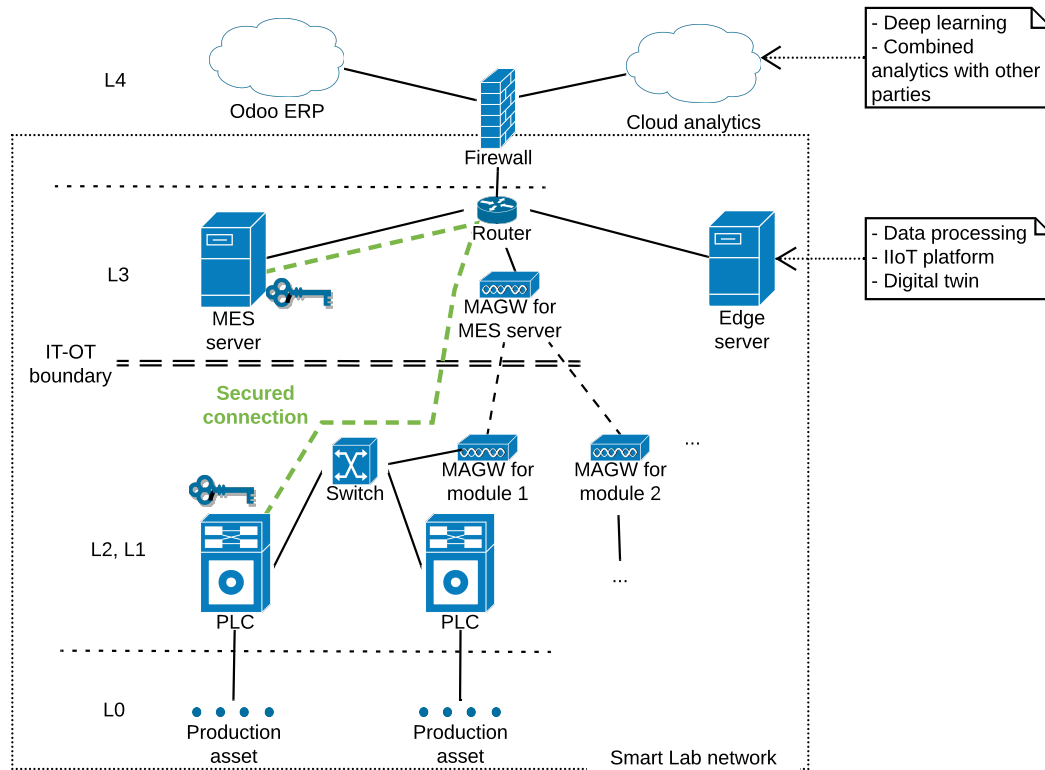 - Deep learning
- Combined
analytics with other
parties
L4
Odoo ERP
Cloud analytics
Firewall
Router
- Data processing
- IIoT platform
- Digital twin
L3
MES
server
MAGW for
MES server
Edge
server
IT-OT
boundary
Secured
connection
Switch
MAGW for
module 1
MAGW for
module 2
...
L2, L1
...
PLC
PLC
L0
Production
asset
Production
asset
Smart Lab network